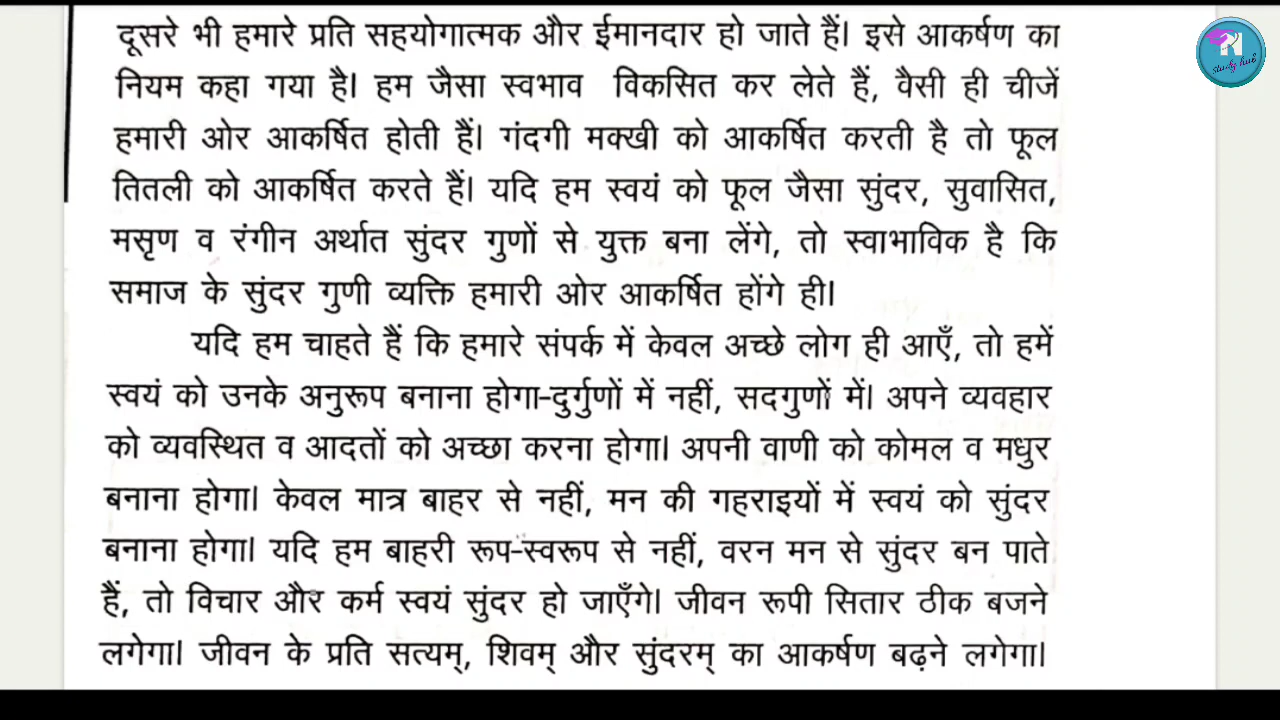 दूसरे भी हमारे प्रति सहयोगात्मक और ईमानदार हो जाते हैं। इसे आकर्षण का
नियम कहा गया है। हम जैसा स्वभाव विकसित कर लेते हैं, वैसी ही चीजें
हमारी ओर आकर्षित होती हैं। गंदगी मक्खी को आकर्षित करती है तो फूल
तितली को आकर्षित करते हैं। यदि हम स्वयं को फूल जैसा सुंदर, सुवासित,
मसृण व रंगीन अर्थात सुंदर गुणों से युक्त बना लेंगे, तो स्वाभाविक है कि
समाज के सुंदर गुणी व्यक्ति हमारी ओर आकर्षित होंगे ही।
यदि हम चाहते हैं कि हमारे संपर्क में केवल अच्छे लोग ही आएँ, तो हमें
स्वयं को उनके अनुरूप बनाना होगा-दुर्गुणों में नहीं, सदगुणों में। अपने व्यवहार
को व्यवस्थित व आदतों को अच्छा करना होगा। अपनी वाणी को कोमल व मधुर
बनाना होगा। केवल मात्र बाहर से नहीं, मन की गहराइयों में स्वयं को सुंदर
बनाना होगा। यदि हम बाहरी रूप-स्वरूप से नहीं, वरन मन से सुंदर बन पाते
हैं, तो विचार और कर्म स्वयं सुंदर हो जाएँगे। जीवन रूपी सितार ठीक बजने
लगेगा। जीवन के प्रति सत्यम्, शिवम् और सुंदरम् का आकर्षण बढ़ने लगेगा।
N
study hub